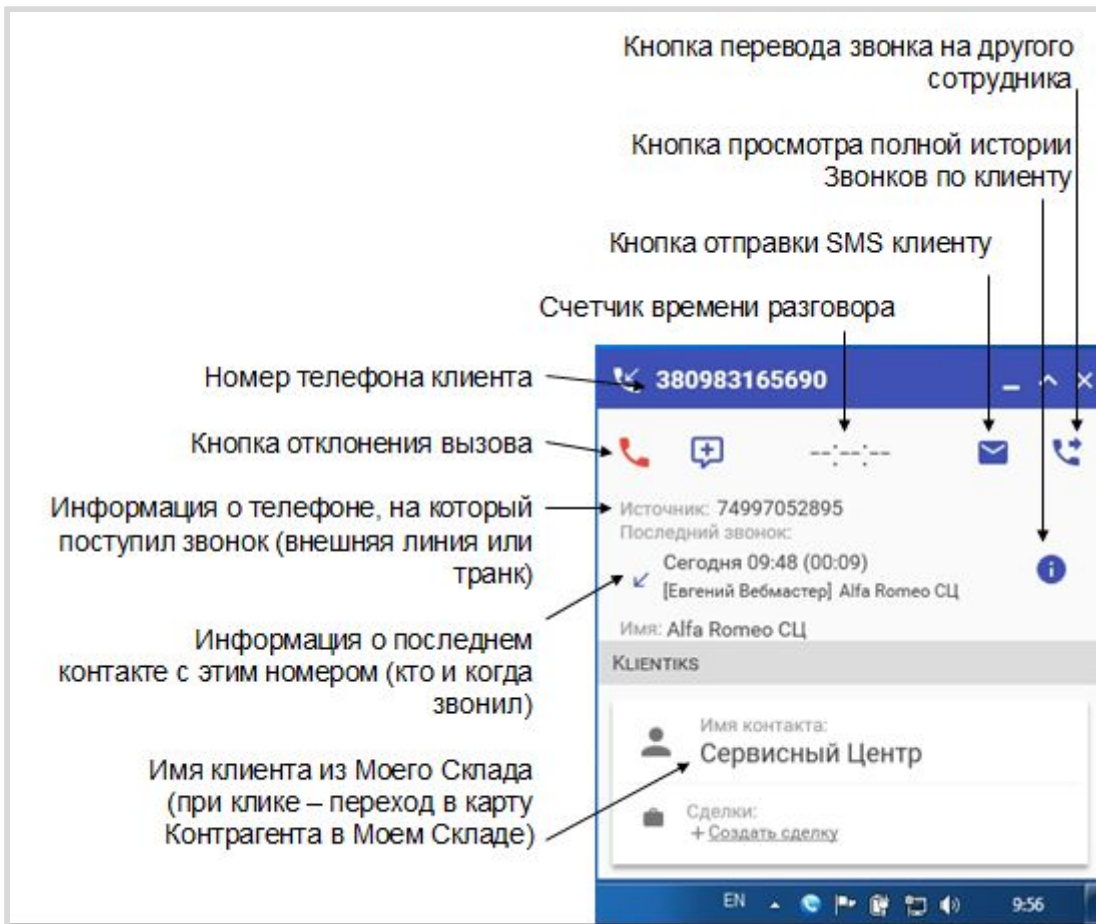 Кнопка перевода звонка на другого
сотрудника
Кнопка просмотра полной истории
Звонков по клиенту
Кнопка отправки SMS клиенту
Счетчик времени разговора
Номер телефона клиента
380983165690
Кнопка отклонения вызова
--:--:--
Информация о телефоне, на который
поступил звонок (внешняя линия или
транк)
Источник: 74997052895
Последний звонок:
Сегодня 09:48 (00:09)
[Евгений Вебмастер] Alfa Romeo СЦ
Информация о последнем
контакте с этим номером (кто и когда
звонил)
Имя: Alfa Romeo СЦ
KLIENTIKS
Имя клиента из Моего Склада
(при клике – переход в карту
Контрагента в Моем Складе)
Имя контакта:
Сервисный Центр
Сделки:
+ Создать сделку
EN
9:56